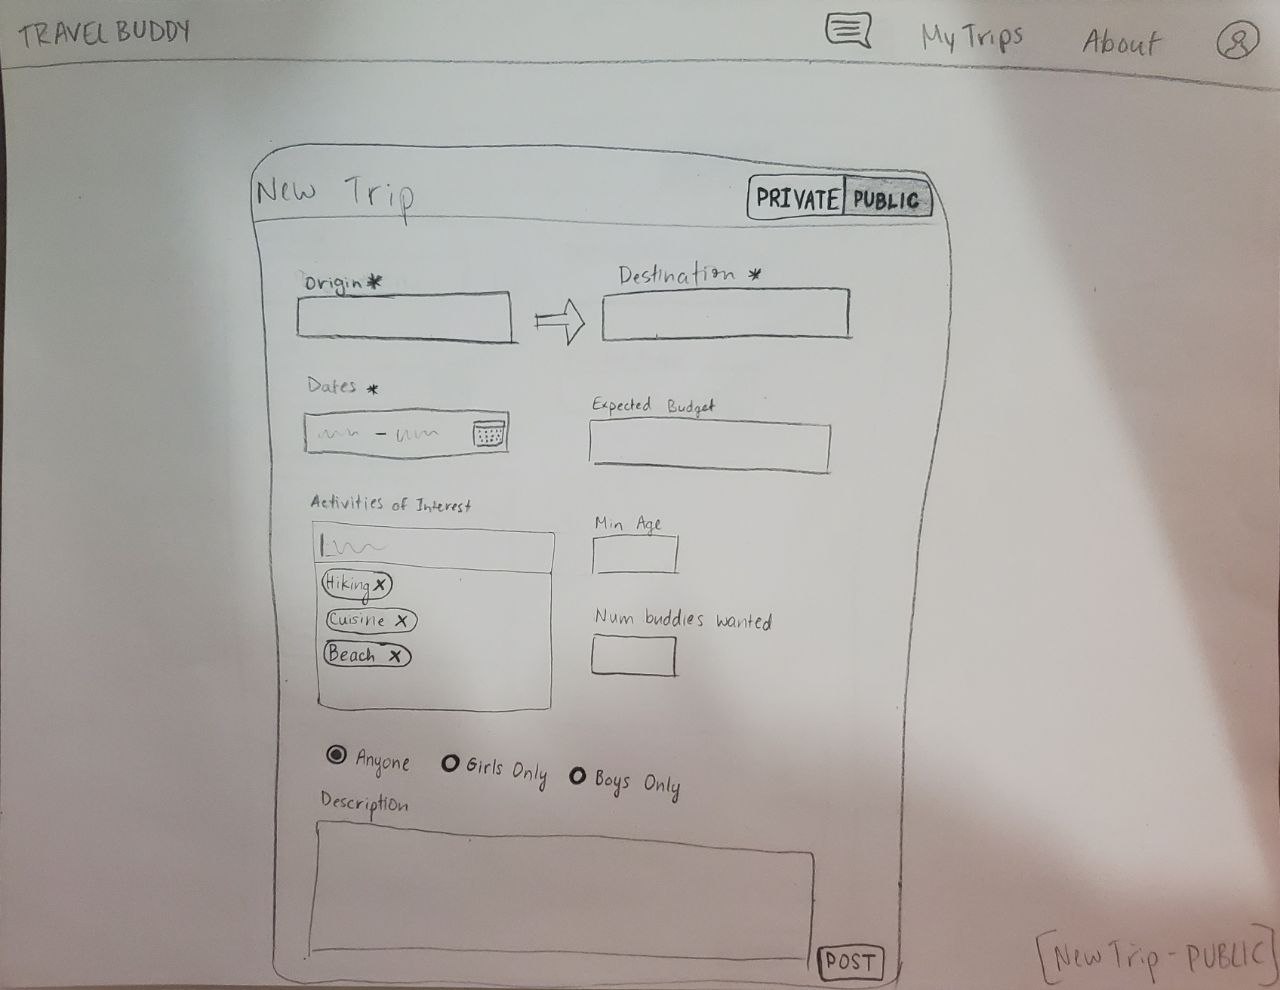 TRAVEL BUDDY
My Trips
About
New Trip
PRIVATE PUBLIC
Origin *
Destination *
Dates *
Expected Budget
Activities of Interest
Min Age
Hiking x
Cuisine x
Beach x
Num buddies wanted
Anyone
Girls Only
Boys Only
Description
POST
[New Trip - PUBLIC]